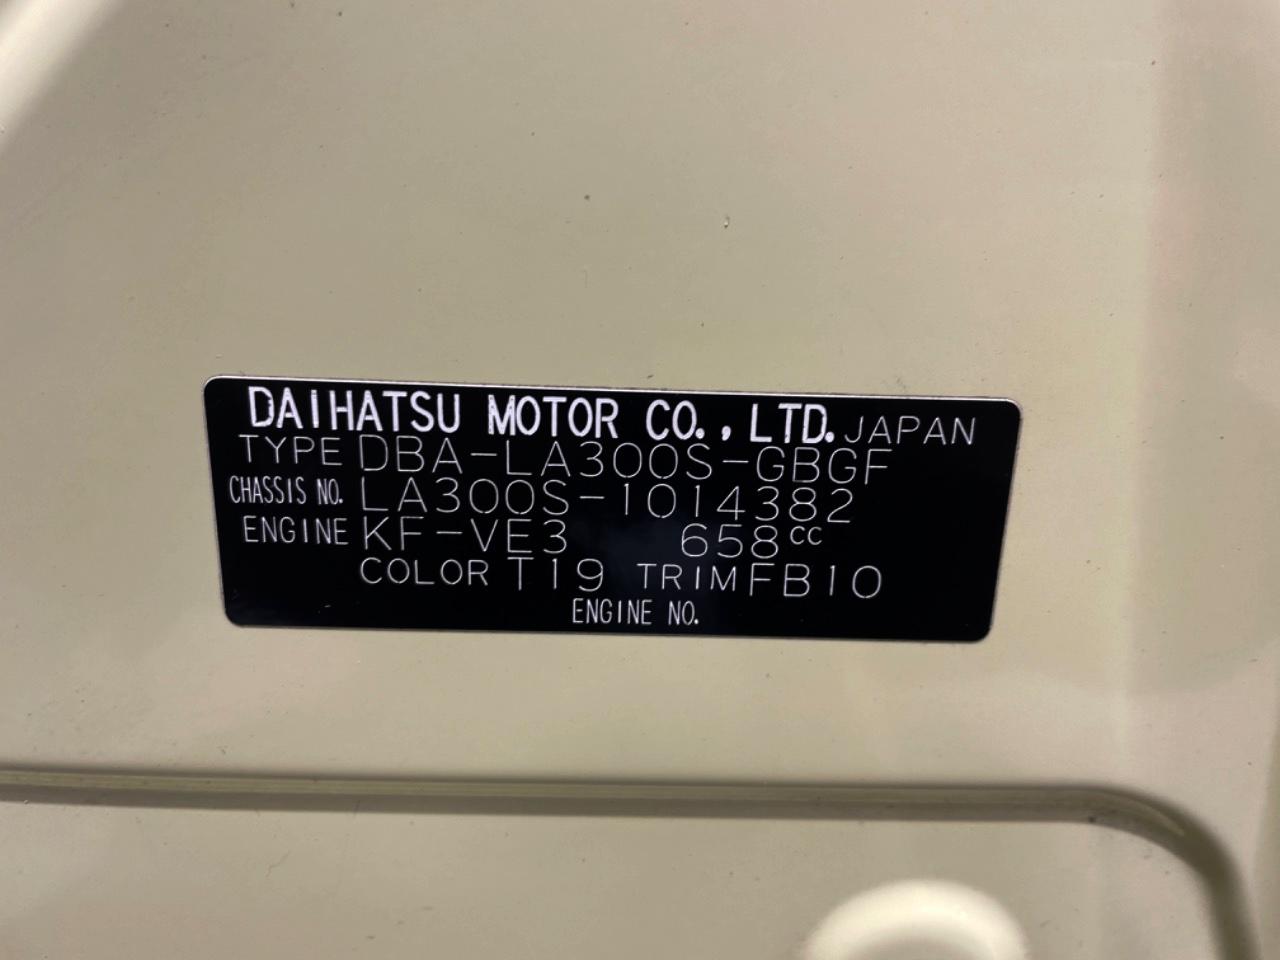 DAIHATSU MOTOR CO., LTD. JAPAN
TYPE DBA-LA300S-GBGF
CHASSIS NO. LA300S-1014382
ENGINE KF-VE3 658cc
COLOR T19 TRIM FB10
ENGINE NO.